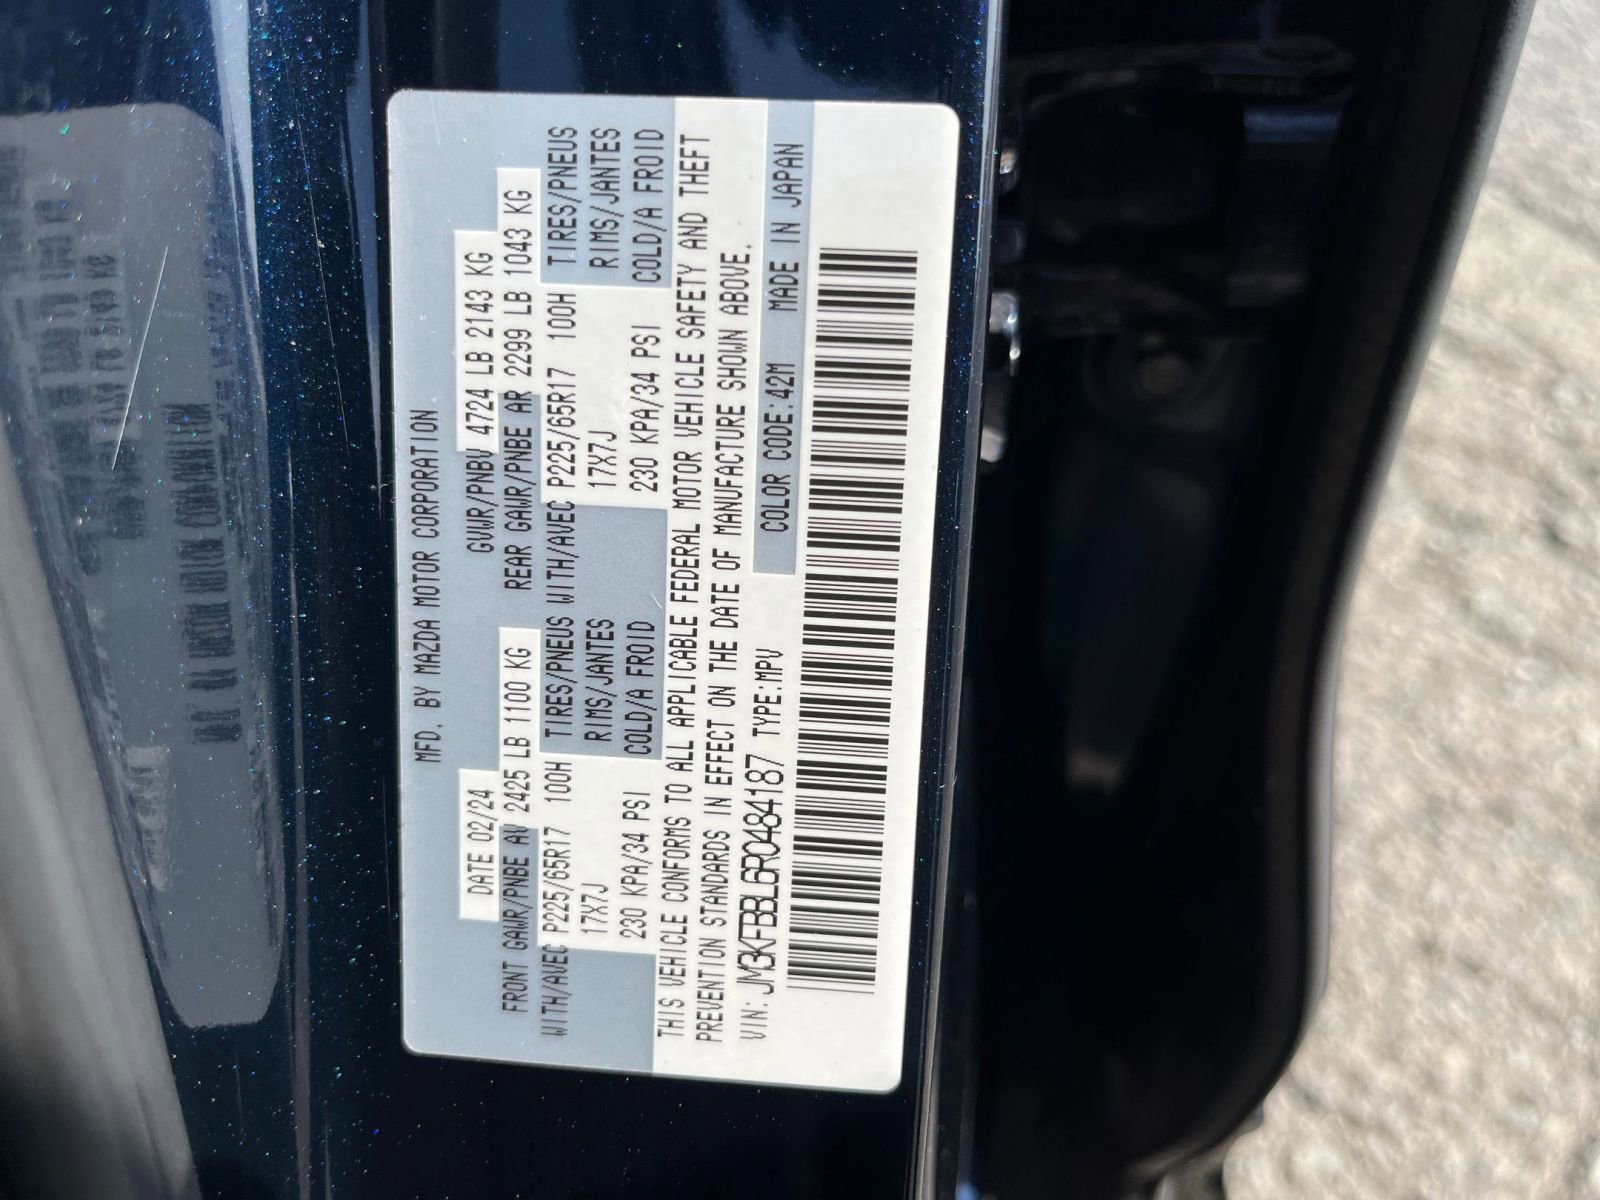 MFD. BY MAZDA MOTOR CORPORATION
DATE 02/24 GVWR/PNBV 4724 LB 2143 KG
FRONT GAWR/PNBE AV 2425 LB 1100 KG REAR GAWR/PNBE AR 2299 LB 1043 KG
WITH/AVEC P225/65R17 100H TIRES/PNEUS WITH/AVEC P225/65R17 100H TIRES/PNEUS
17X7J RIMS/JANTES 17X7J RIMS/JANTES
230 KPA/34 PSI COLD/A FROID 230 KPA/34 PSI COLD/A FROID
THIS VEHICLE CONFORMS TO ALL APPLICABLE FEDERAL MOTOR VEHICLE SAFETY AND THEFT
PREVENTION STANDARDS IN EFFECT ON THE DATE OF MANUFACTURE SHOWN ABOVE.
VIN: JM3KFBBL6R0484187 TYPE:MPV COLOR CODE:42M MADE IN JAPAN